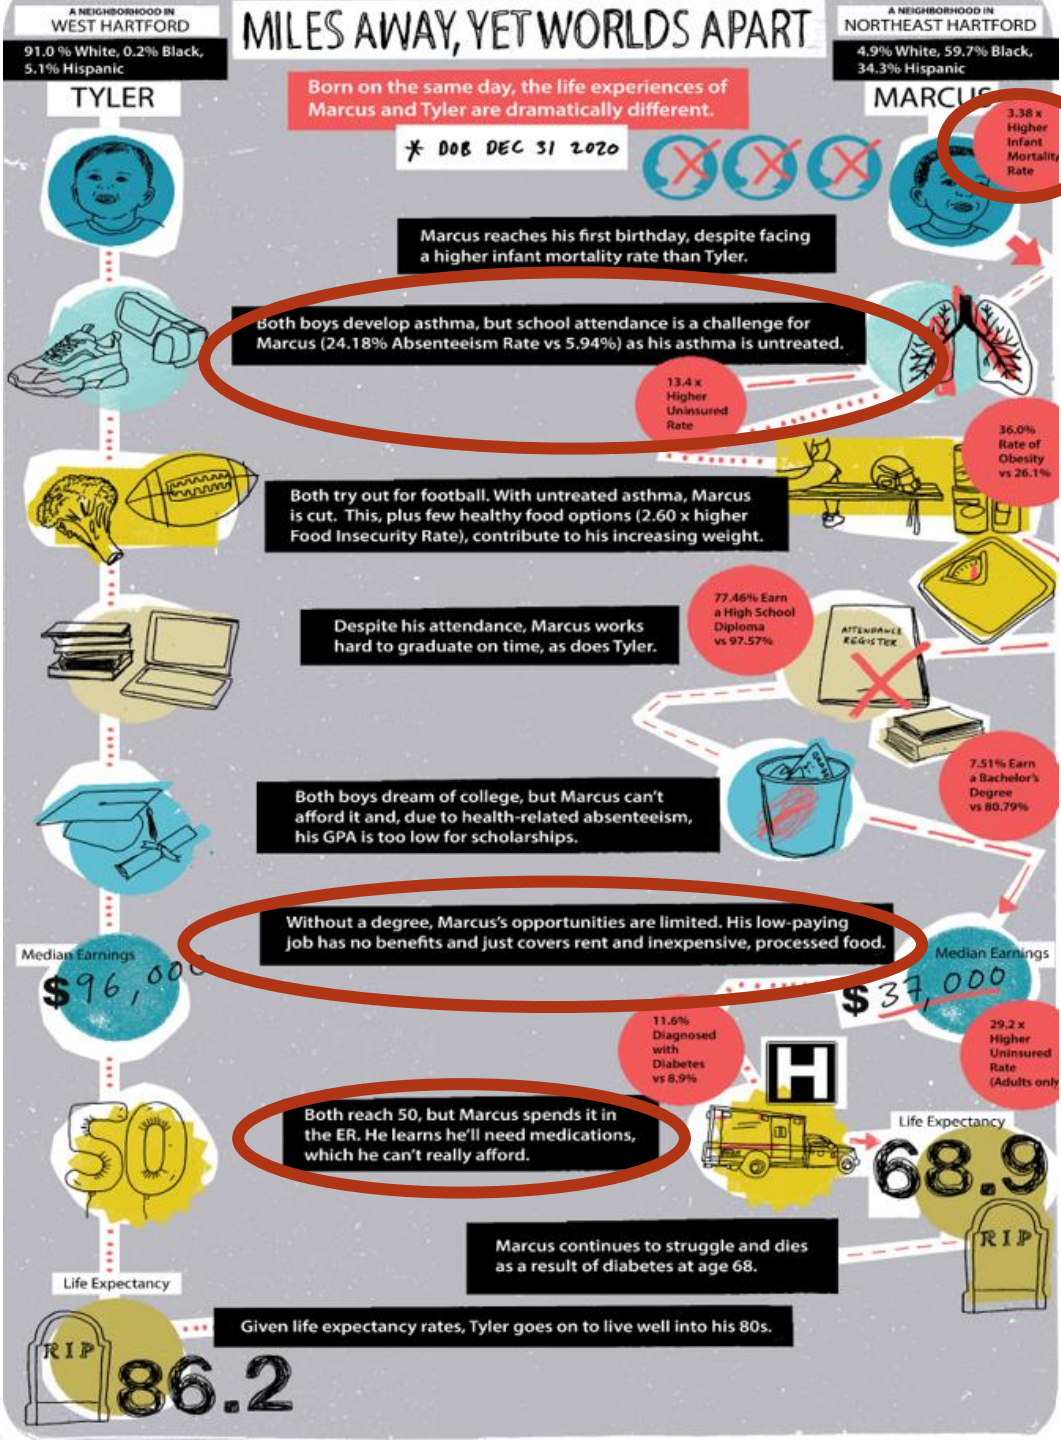 A NEIGHBORHOOD IN
WEST HARTFORD
91.0 % White, 0.2% Black,
5.1% Hispanic
TYLER
MILES AWAY, YET WORLDS APART
A NEIGHBORHOOD IN
NORTHEAST HARTFORD
4.9% White, 59.7% Black,
34.3% Hispanic
MARCUS
Born on the same day, the life experiences of
Marcus and Tyler are dramatically different.
* DOB DEC 31 2020
3.38 x
Higher
Infant
Mortality
Rate
Marcus reaches his first birthday, despite facing
a higher infant mortality rate than Tyler.
Both boys develop asthma, but school attendance is a challenge for
Marcus (24.18% Absenteeism Rate vs 5.94%) as his asthma is untreated.
13.4 x
Higher
Uninsured
Rate
36.0%
Rate of
Obesity
vs 26.1%
Both try out for football. With untreated asthma, Marcus
is cut. This, plus few healthy food options (2.60 x higher
Food Insecurity Rate), contribute to his increasing weight.
77.46% Earn
a High School
Diploma
vs 97.57%
ATTENDANCE
REGISTER
Despite his attendance, Marcus works
hard to graduate on time, as does Tyler.
7.51% Earn
a Bachelor's
Degree
vs 80.79%
Both boys dream of college, but Marcus can't
afford it and, due to health-related absenteeism,
his GPA is too low for scholarships.
Without a degree, Marcus's opportunities are limited. His low-paying
job has no benefits and just covers rent and inexpensive, processed food.
Median Earnings
$96,000
Median Earnings
$37,000
11.6%
Diagnosed
with
Diabetes
vs 8.9%
H
29.2 x
Higher
Uninsured
Rate
(Adults only
50
Both reach 50, but Marcus spends it in
the ER. He learns he'll need medications,
which he can't really afford.
Life Expectancy
68.9
RIP
Marcus continues to struggle and dies
as a result of diabetes at age 68.
Life Expectancy
Given life expectancy rates, Tyler goes on to live well into his 80s.
RIP
86.2